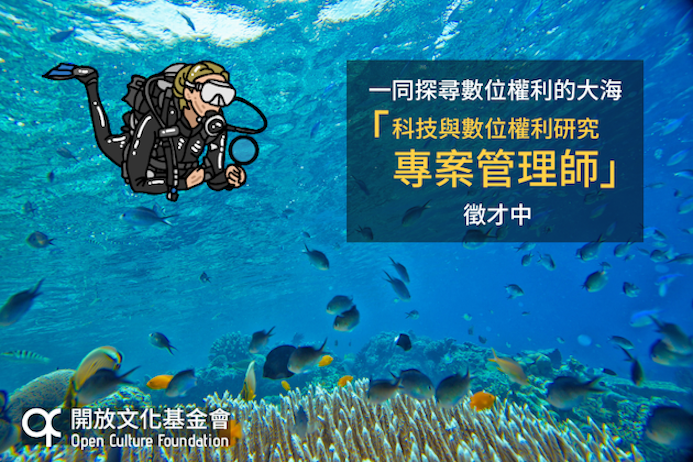 一同探尋數位權利的大海
「科技與數位權利研究
專案管理師」
徵才中
開放文化基金會
Open Culture Foundation